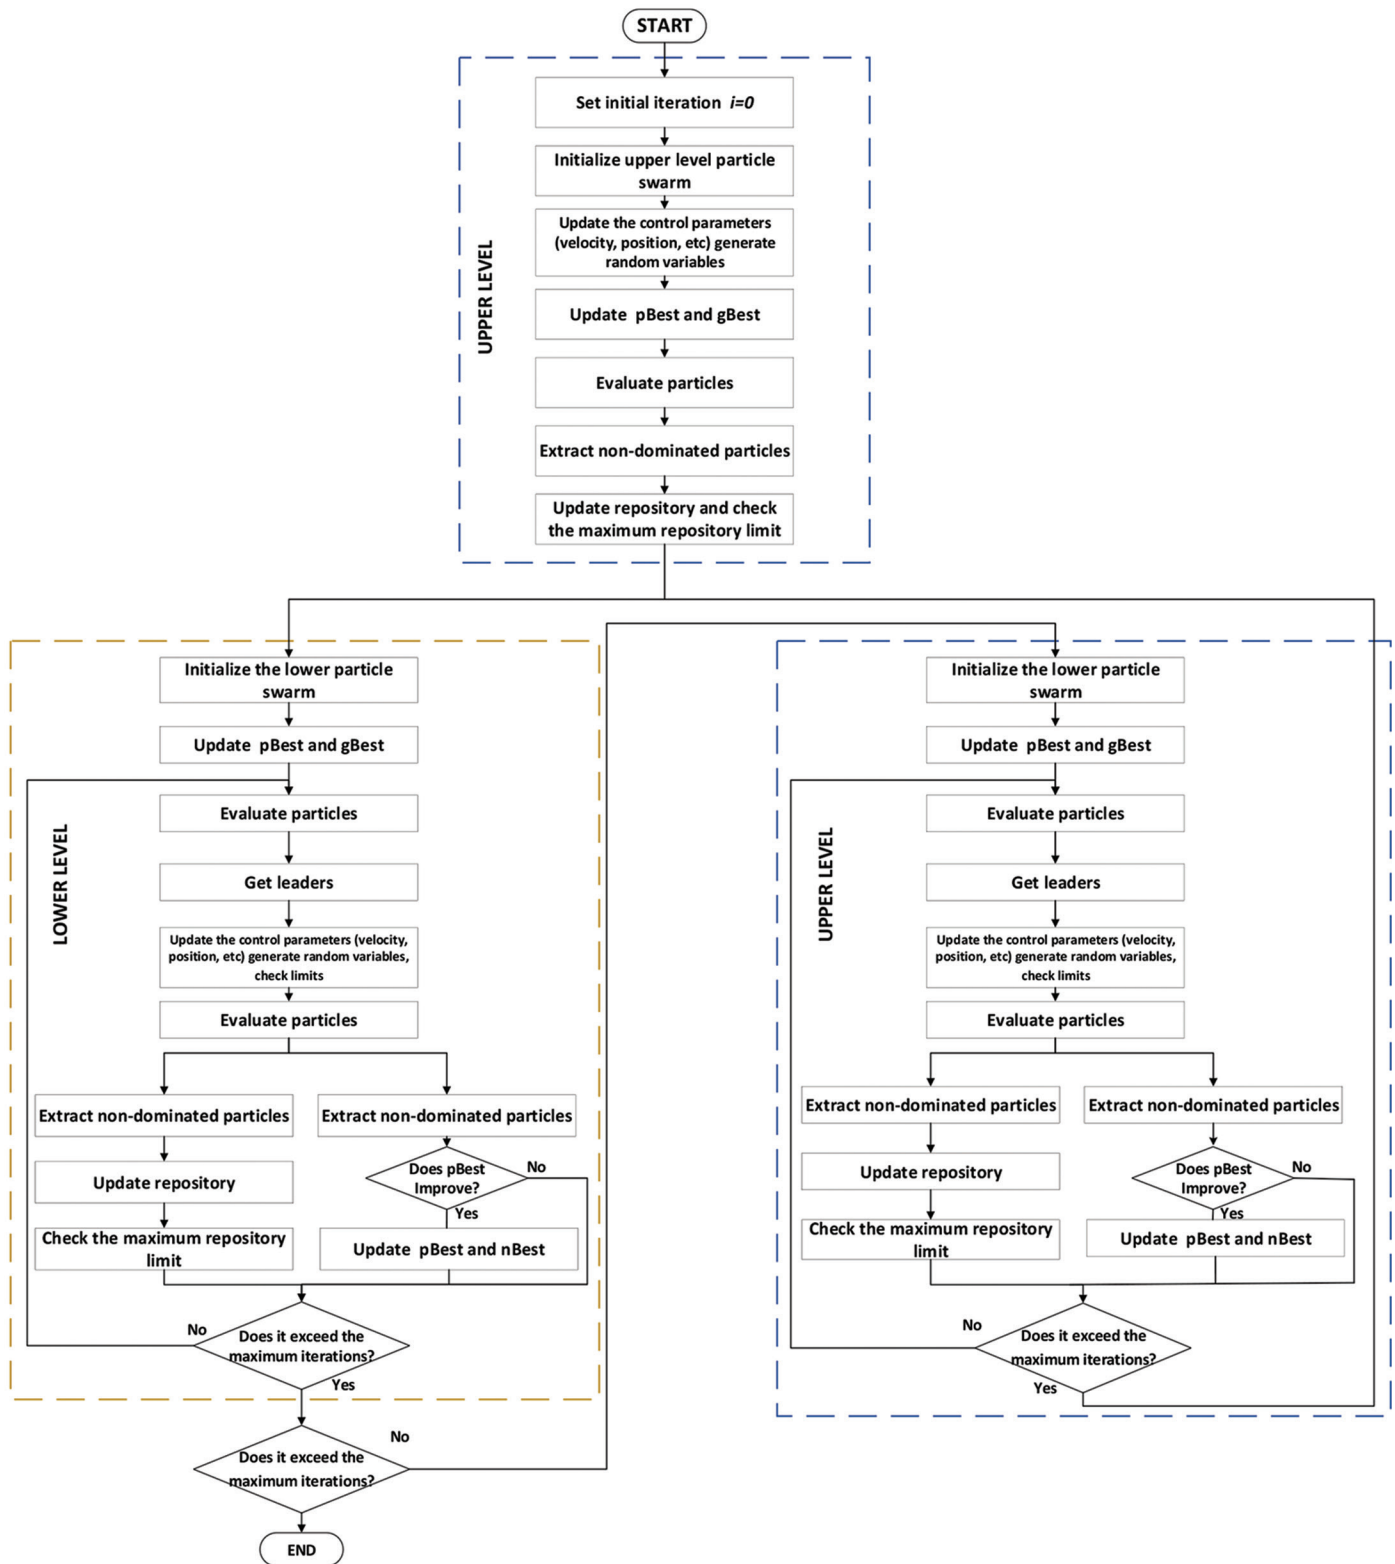 START
Set initial iteration i=0
Initialize upper level particle
swarm
Update the control parameters
(velocity, position, etc) generate
random variables
UPPER LEVEL
Update pBest and gBest
Evaluate particles
Extract non-dominated particles
Update repository and check
the maximum repository limit
Initialize the lower particle
swarm
Update pBest and gBest
Evaluate particles
LOWER LEVEL
Get leaders
Update the control parameters (velocity,
position, etc) generate random variables,
check limits
Evaluate particles
Extract non-dominated particles
Update repository
Check the maximum repository
limit
Extract non-dominated particles
Does pBest
Improve?
No
Yes
Update pBest and nBest
No
Does it exceed the
maximum iterations?
Yes
No
Does it exceed the
maximum iterations?
END
Initialize the lower particle
swarm
Update pBest and gBest
Evaluate particles
UPPER LEVEL
Get leaders
Update the control parameters (velocity,
position, etc) generate random variables,
check limits
Evaluate particles
Extract non-dominated particles
Update repository
Check the maximum repository
limit
Extract non-dominated particles
Does pBest
Improve?
No
Yes
Update pBest and nBest
No
Does it exceed the
maximum iterations?
Yes